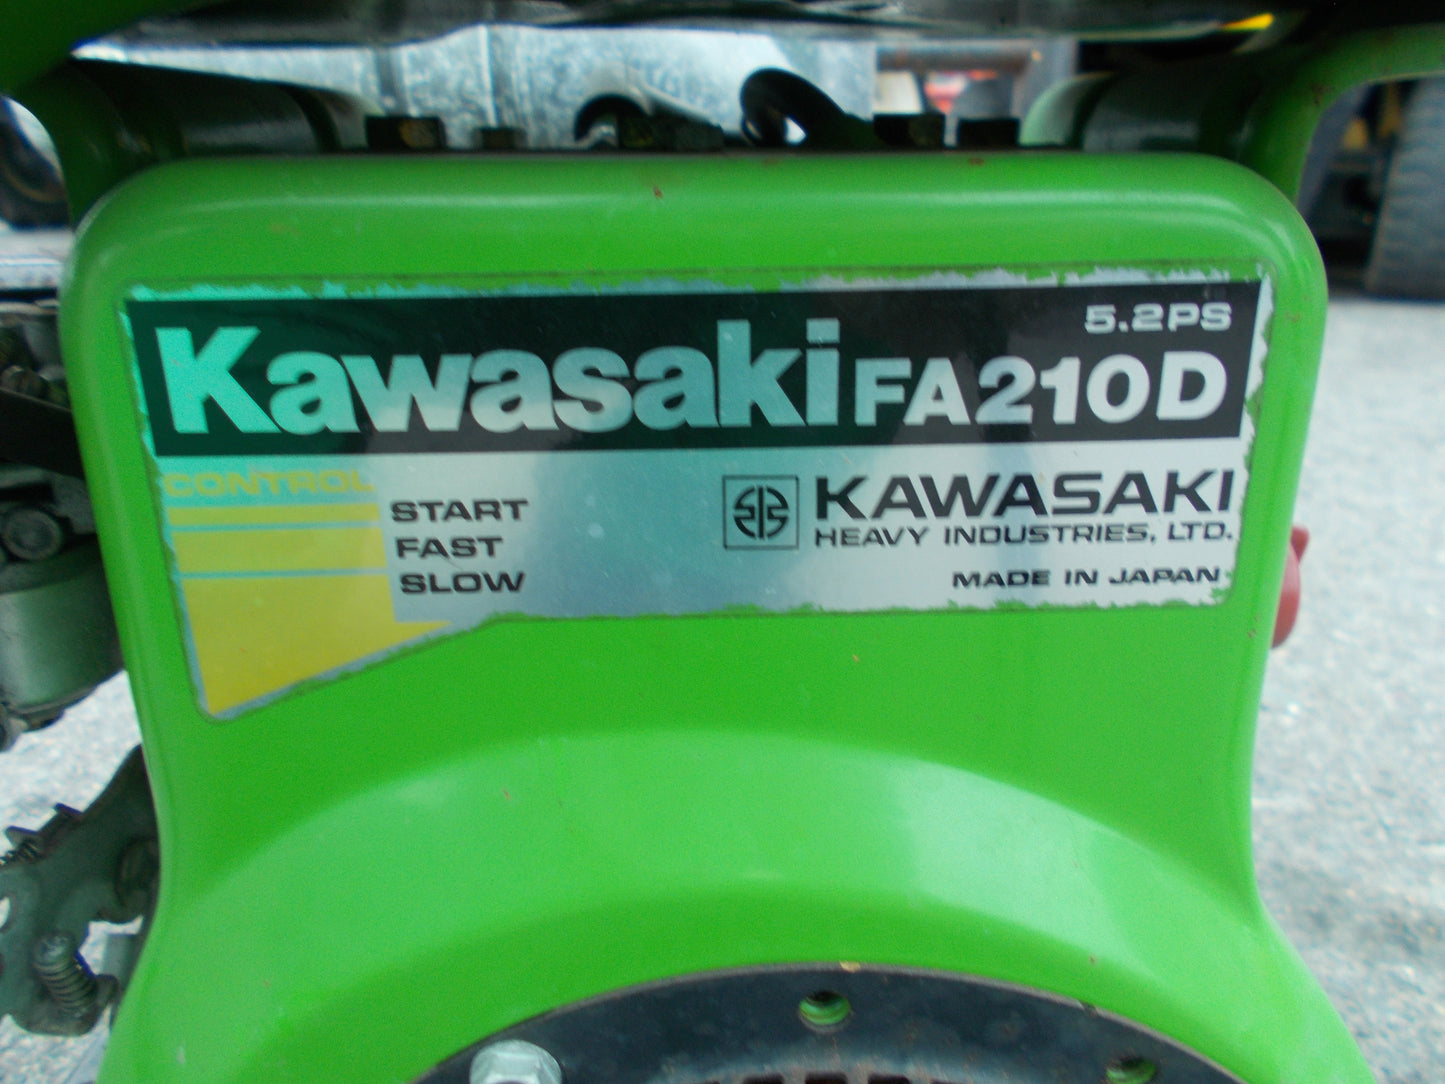 5.2PS
Kawasaki FA210D
CONTROL
START
FAST
SLOW
KAWASAKI
HEAVY INDUSTRIES, LTD.
MADE IN JAPAN